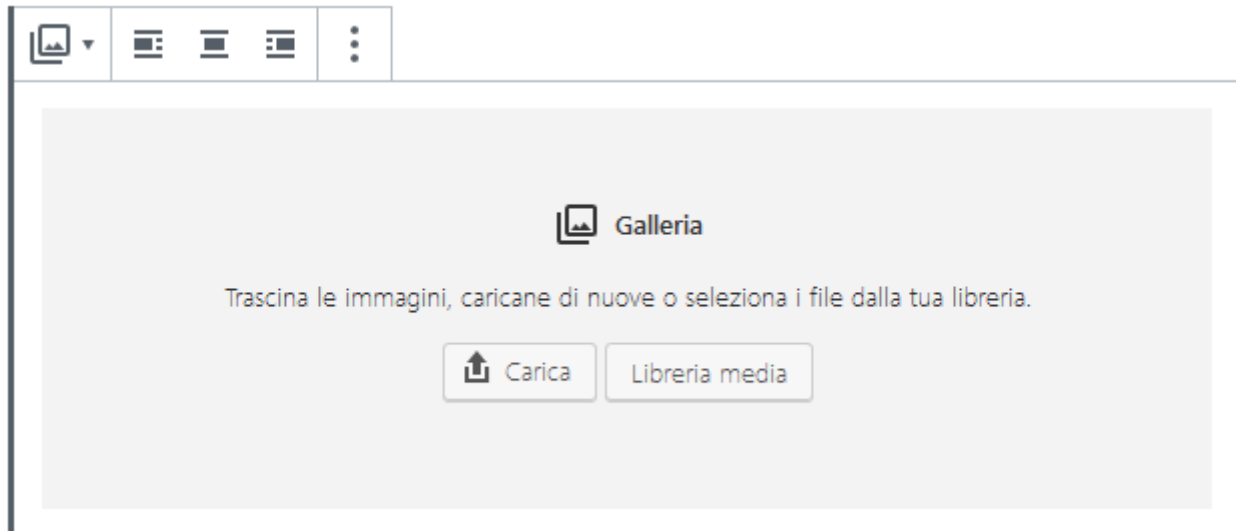 Galleria
Trascina le immagini, caricane di nuove o seleziona i file dalla tua libreria.
Carica
Libreria media